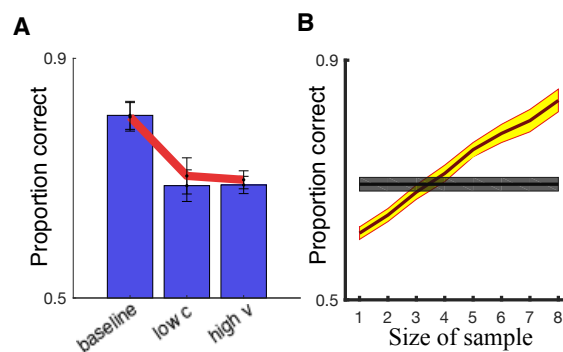 A
Proportion correct
0.9
0.5
baseline
low c
high v
B
Proportion correct
0.9
0.5
1 2 3 4 5 6 7 8
Size of sample